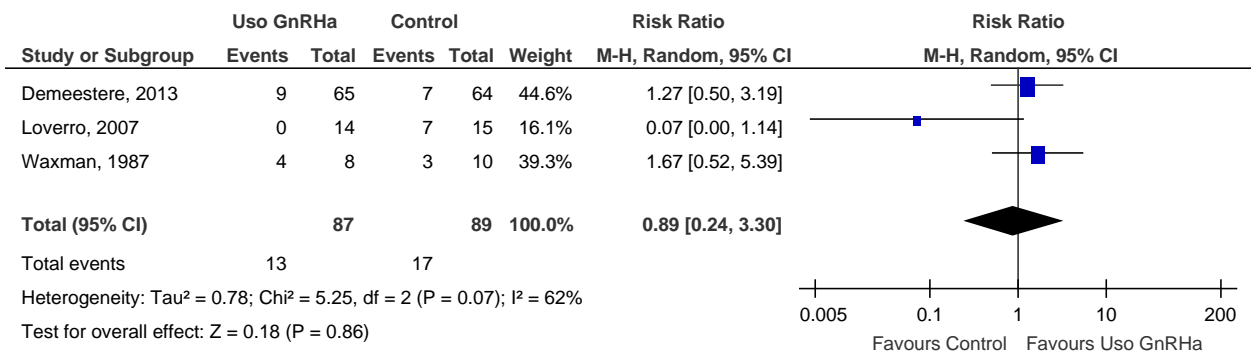 Uso GnRHa Control Risk Ratio Risk Ratio
Study or Subgroup Events Total Events Total Weight M-H, Random, 95% CI M-H, Random, 95% CI
Demeestere, 2013 9 65 7 64 44.6% 1.27 [0.50, 3.19]
Loverro, 2007 0 14 7 15 16.1% 0.07 [0.00, 1.14]
Waxman, 1987 4 8 3 10 39.3% 1.67 [0.52, 5.39]
Total (95% CI) 87 89 100.0% 0.89 [0.24, 3.30]
Total events 13 17
Heterogeneity: Tau² = 0.78; Chi² = 5.25, df = 2 (P = 0.07); I² = 62%
Test for overall effect: Z = 0.18 (P = 0.86)
0.005 0.1 1 10 200
Favours Control Favours Uso GnRHa